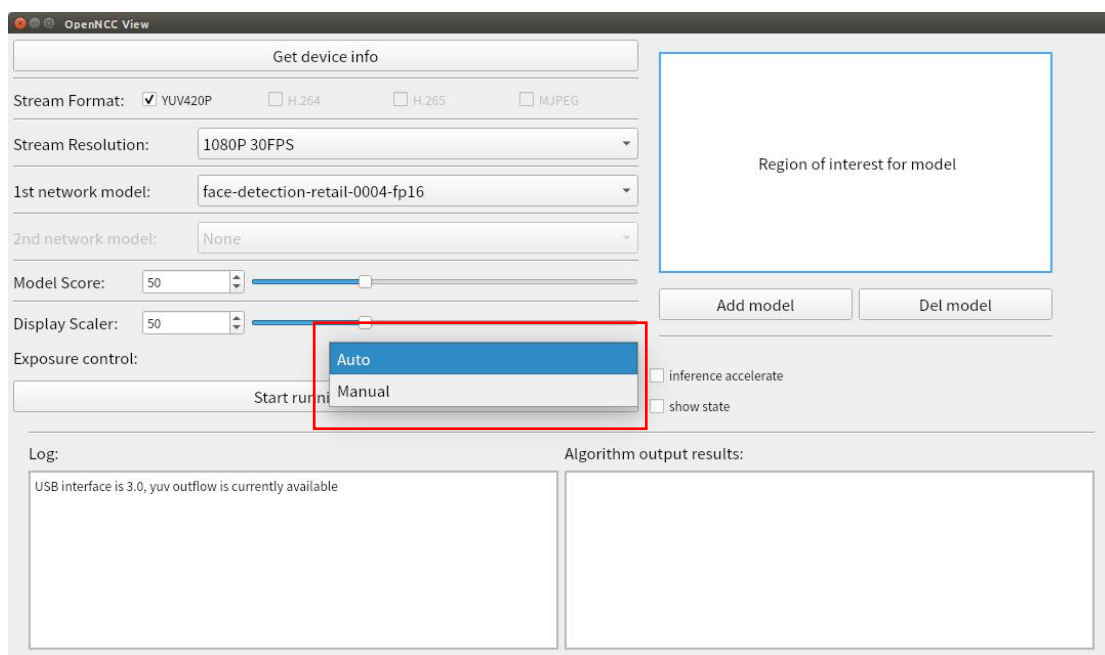 OpenNCC View
Get device info
Stream Format: YUV420P H.264 H.265 MJPEG
Stream Resolution: 1080P 30FPS
1st network model: face-detection-retail-0004-fp16
2nd network model: None
Model Score: 50
Display Scaler: 50
Exposure control:
Auto
Manual
Start runni
Region of interest for model
Add model Del model
inference accelerate
show state
Log:
USB interface is 3.0, yuv outflow is currently available
Algorithm output results: